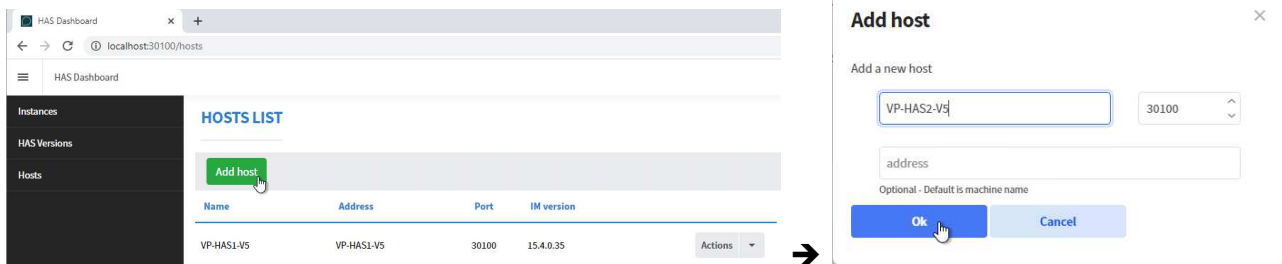 HAS Dashboard
localhost:30100/hosts
HAS Dashboard
Instances
HAS Versions
Hosts
HOSTS LIST
Add host
Name Address Port IM version
VP-HAS1-V5 VP-HAS1-V5 30100 15.4.0.35 Actions
Add host
Add a new host
VP-HAS2-V5 30100
address
Optional - Default is machine name
Ok Cancel